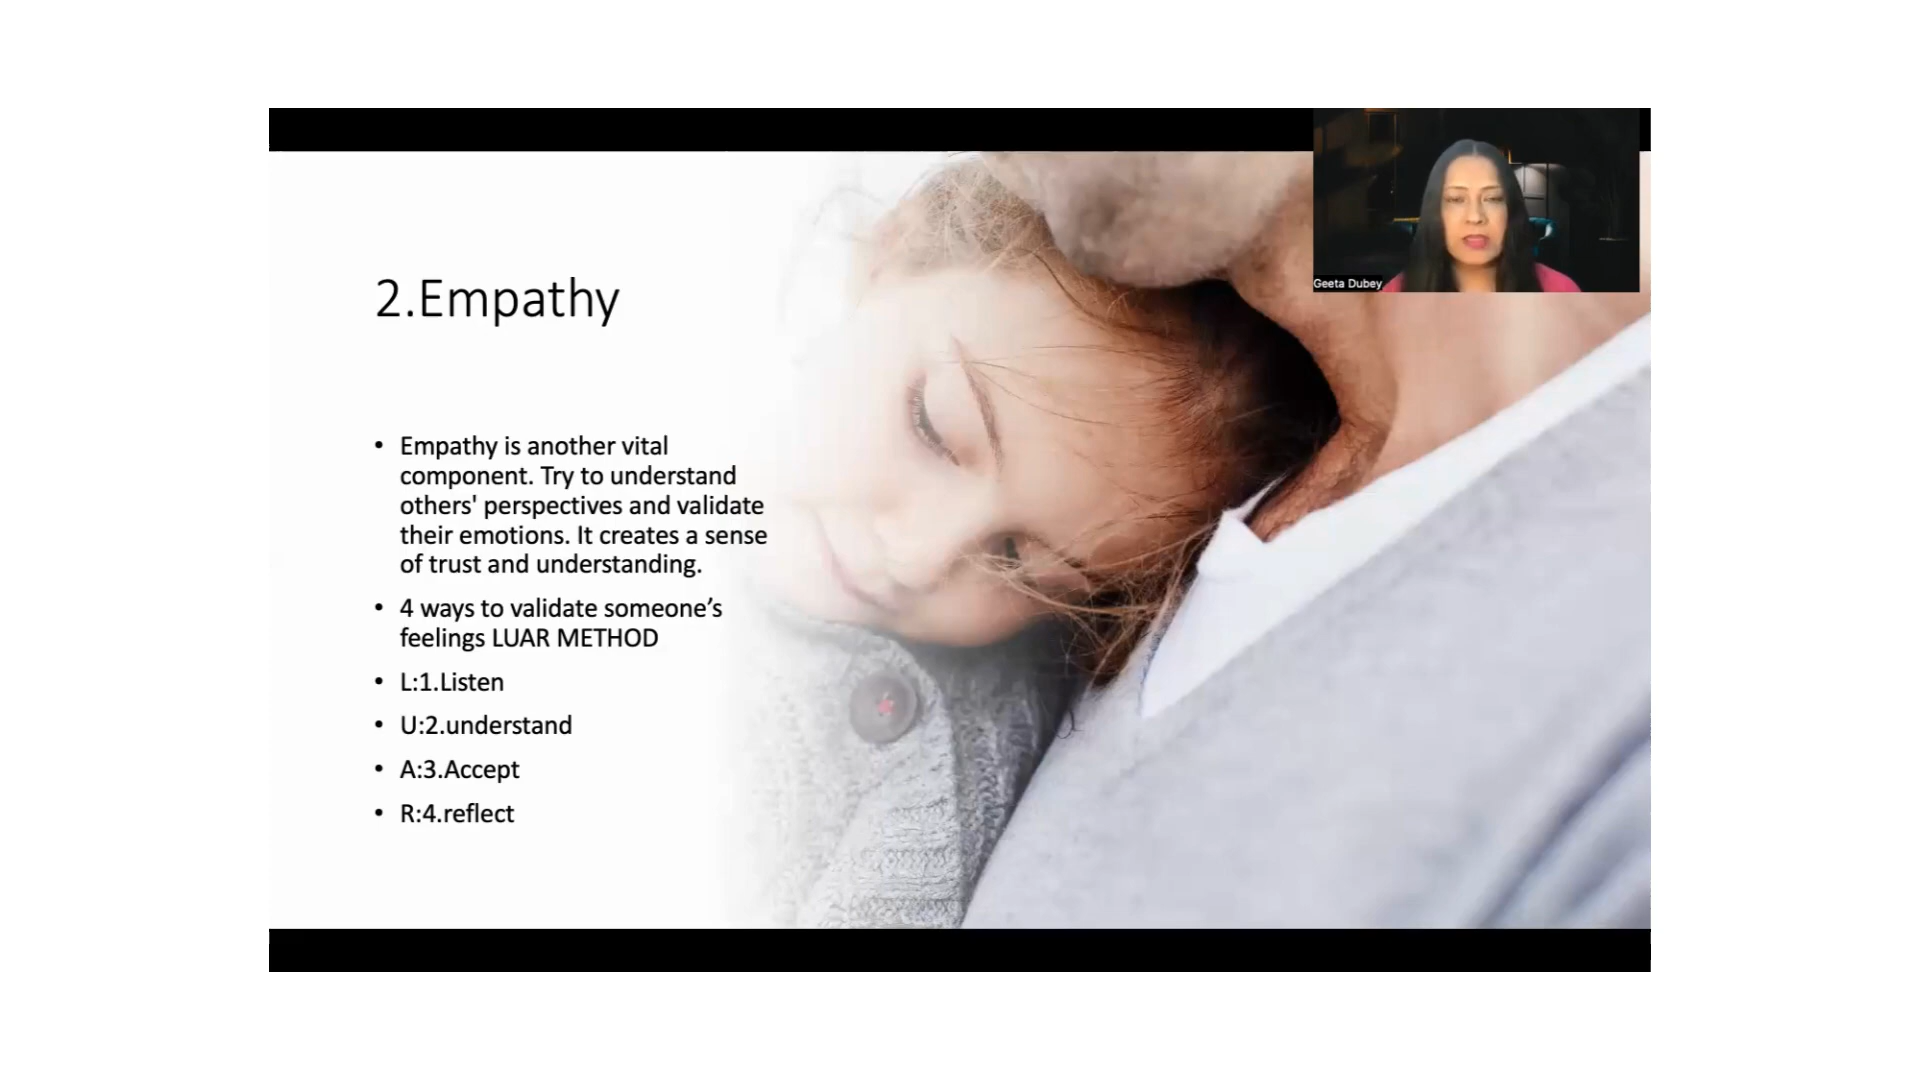 Geeta Dubey
2.Empathy
• Empathy is another vital
component. Try to understand
others' perspectives and validate
their emotions. It creates a sense
of trust and understanding.
• 4 ways to validate someone’s
feelings LUAR METHOD
• L:1.Listen
• U:2.understand
• A:3.Accept
• R:4.reflect